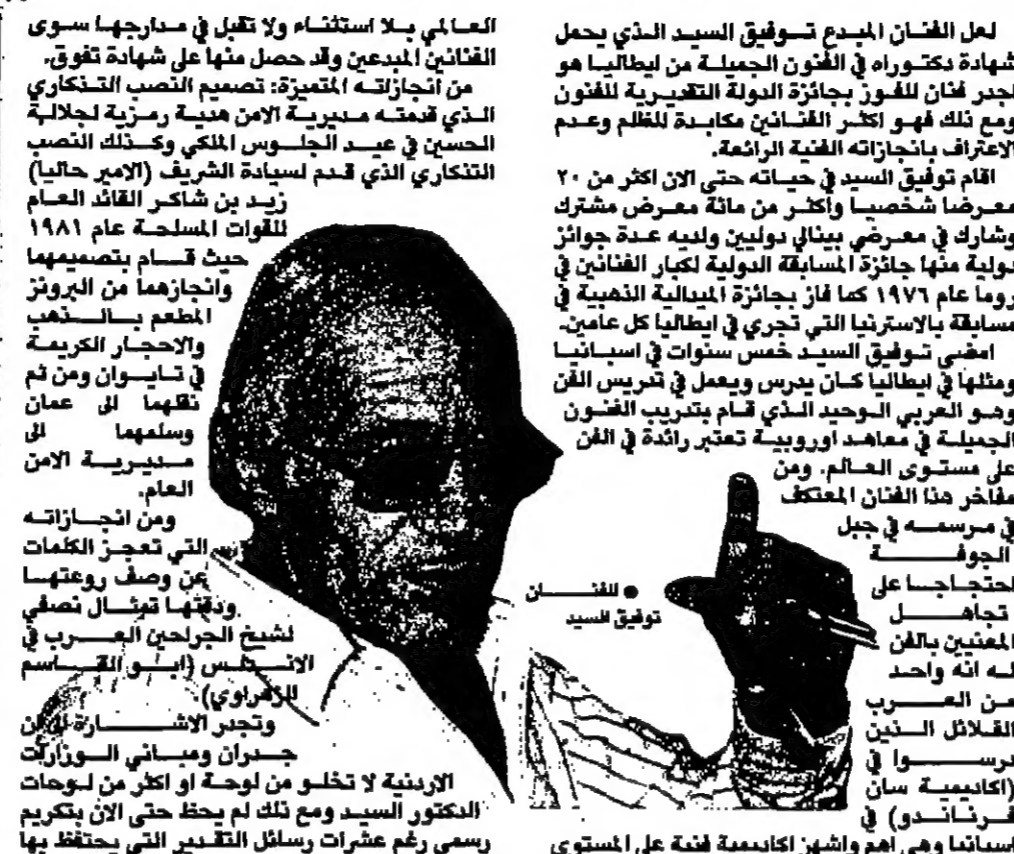 لعل الفنان المبدع توفيق السيد الذي يحمل
شهادة دكتوراه في الفنون الجميلة من ايطاليا هو
اجدر فنان للفوز بجائزة الدولة التقديرية للفنون
ومع ذلك فهو اكثر الفنانين مكابدة للظلم وعدم
الاعتراف بانجازاته الفنية الرائعة.
اقام توفيق السيد في حياته حتى الان اكثر من ٢٠
معرضا شخصيا وأكثر من مائة معرض مشترك
وشارك في معرضي بينالي دوليين ولديه عدة جوائز
دولية منها جائزة المسابقة الدولية لكبار الفنانين في
روما عام ١٩٧٦ كما فاز بجائزة الميدالية الذهبية في
مسابقة بالاسترنيا التي تجري في ايطاليا كل عامين.
امضى توفيق السيد خمس سنوات في اسبانيا
ومثلها في ايطاليا كان يدرس ويعمل في تدريس الفن
وهو العربي الوحيد الذي قام بتدريب الفنون
الجميلة في معاهد اوروبية تعتبر رائدة في الفن
على مستوى العالم. ومن
مفاخر هذا الفنان المعتكف
في مرسمه في جبل
الجوفة
احتجاجا على
تجاهل
المعنيين بالفن
له انه واحد
من العرب
القلائل الذين
درسوا في
(اكاديمية سان
فرناندو) في
اسبانيا وهي اهم واشهر اكاديمية فنية على المستوى
● الفنان
توفيق السيد
العالمي بلا استثناء ولا تقبل في مدارجها سوى
الفنانين المبدعين وقد حصل منها على شهادة تفوق.
من انجازاته المتميزة: تصميم النصب التذكاري
الذي قدمته مديرية الامن هدية رمزية لجلالة
الحسين في عيد الجلوس الملكي وكذلك النصب
التذكاري الذي قدم لسيادة الشريف (الامير حاليا)
زيد بن شاكر القائد العام
للقوات المسلحة عام ١٩٨١
حيث قام بتصميمهما
وانجازهما من البرونز
المطعم بالذهب
والاحجار الكريمة
في تايوان ومن ثم
نقلهما الى عمان
وسلمهما الى
مديرية الامن
العام.
ومن انجازاته
التي تعجز الكلمات
عن وصف روعتها
ودقتها تمثال نصفي
لشيخ الجراحين العرب في
الاندلس (ابو القاسم
الزهراوي).
وتجدر الاشارة الى ان
جدران ومباني الوزارات
الاردنية لا تخلو من لوحة او اكثر من لوحات
الدكتور السيد ومع ذلك لم يحظ حتى الان بتكريم
رسمي رغم عشرات رسائل التقدير التي يحتفظ بها